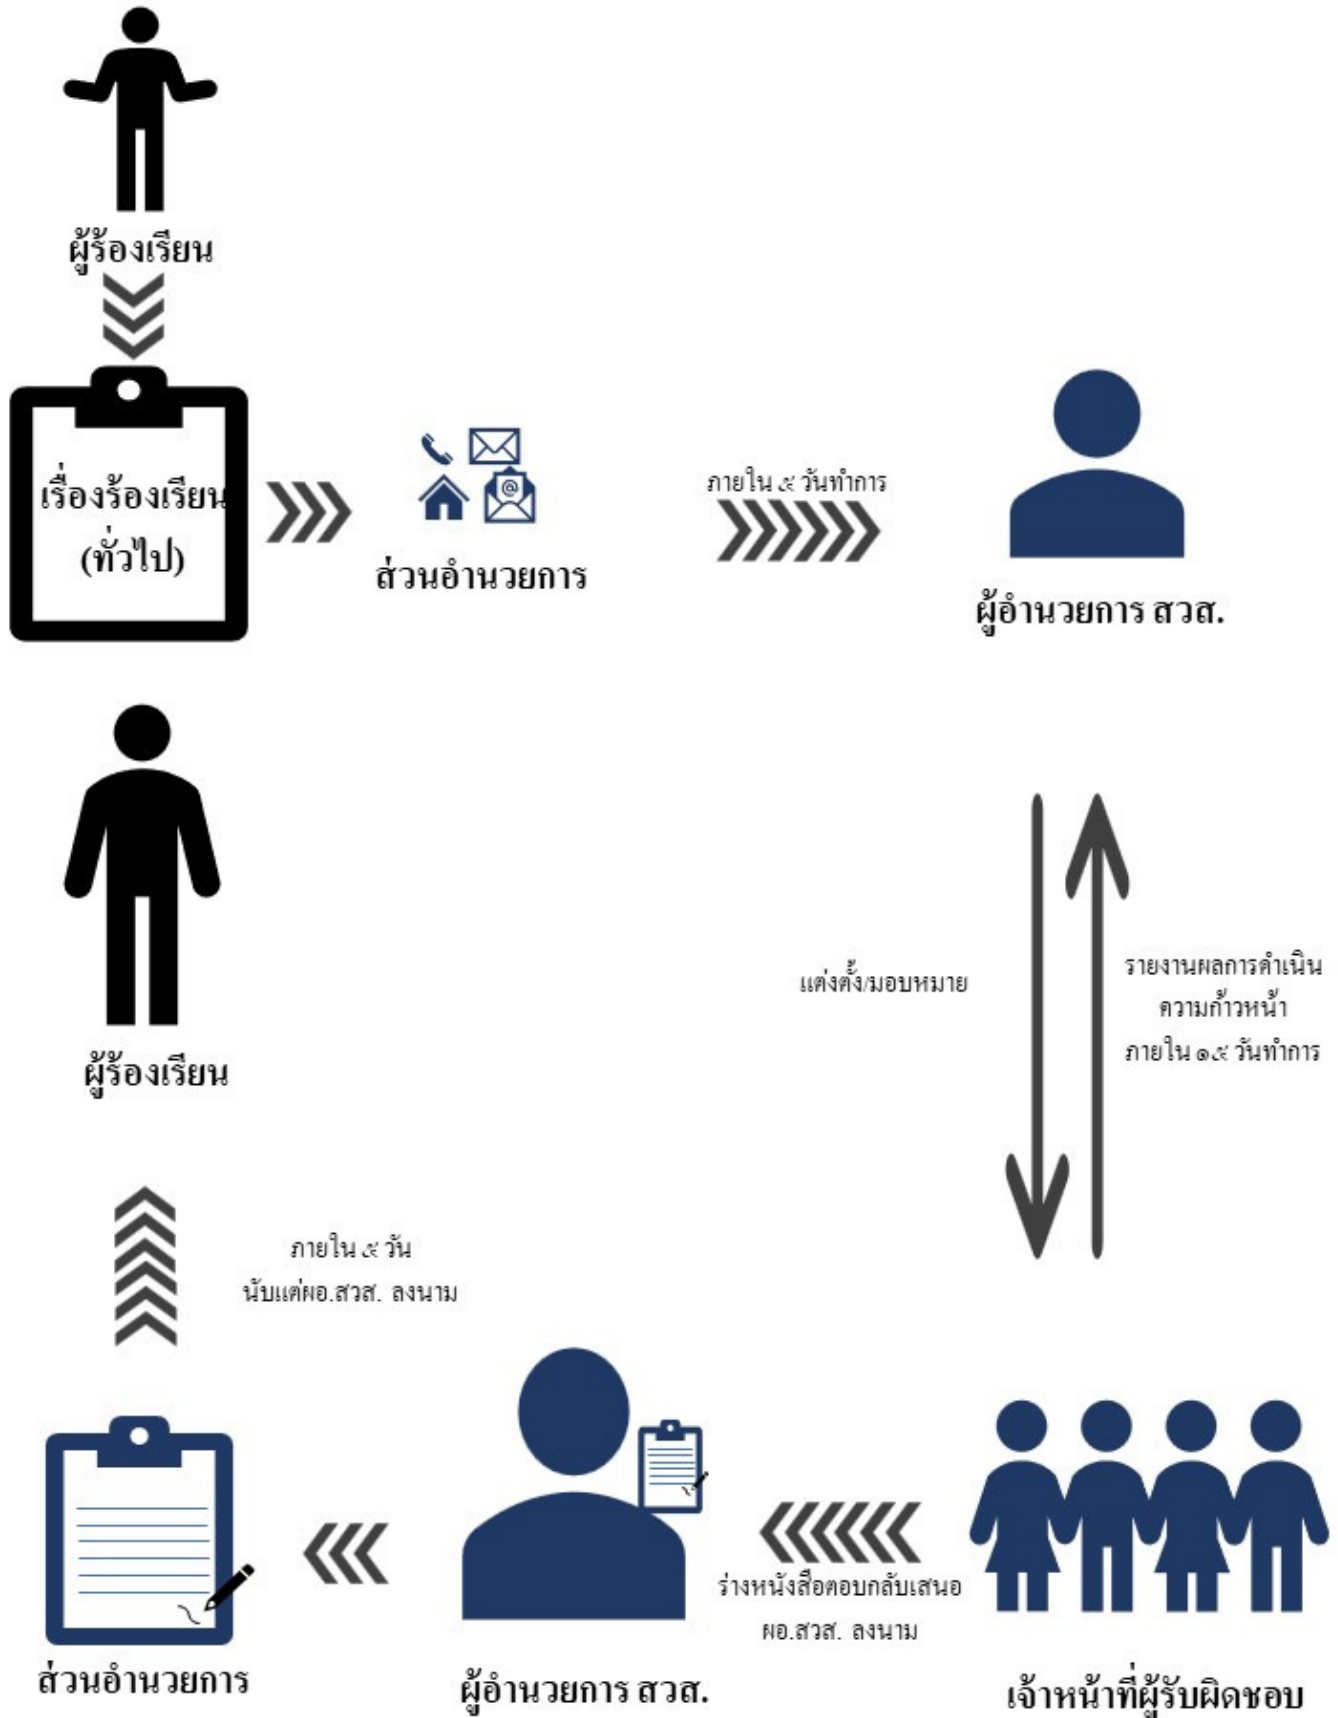 ผู้ร้องเรียน
เรื่องร้องเรียน
(ทั่วไป)
@
ส่วนอำนวยการ
ภายใน ๕ วันทำการ
ผู้อำนวยการ สวส.
แต่งตั้ง/มอบหมาย
รายงานผลการดำเนิน
ความก้าวหน้า
ภายใน ๑๕ วันทำการ
เจ้าหน้าที่ผู้รับผิดชอบ
ร่างหนังสือตอบกลับเสนอ
ผอ.สวส. ลงนาม
ผู้อำนวยการ สวส.
ส่วนอำนวยการ
ภายใน ๕ วัน
นับแต่ผอ.สวส. ลงนาม
ผู้ร้องเรียน